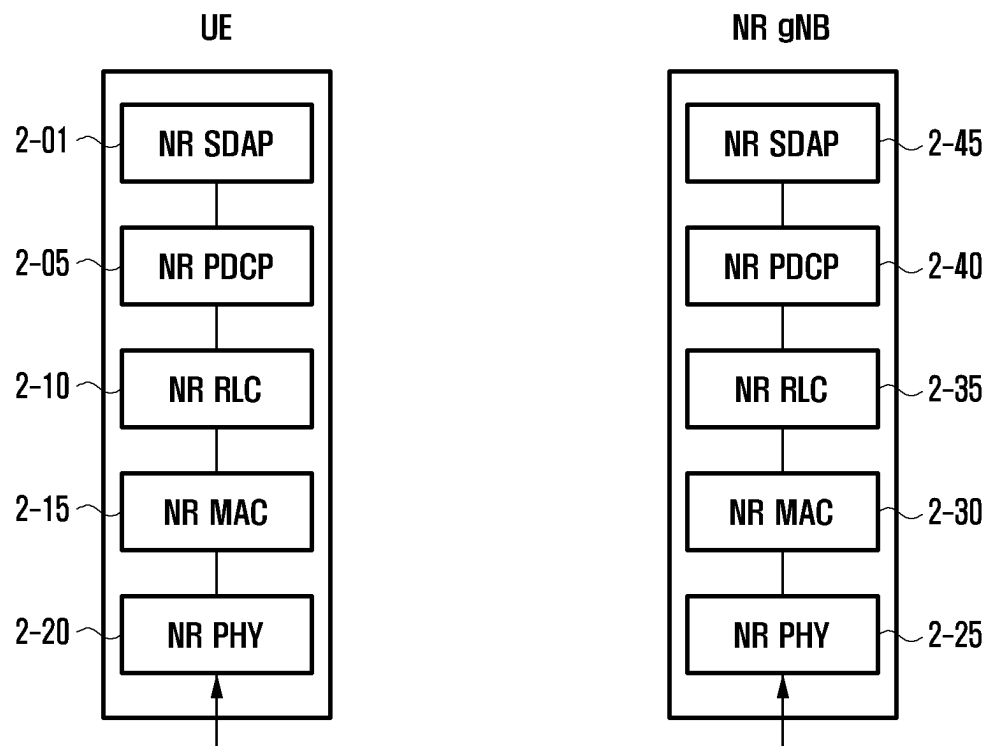 UE NR gNB
2-01 NR SDAP NR SDAP 2-45
2-05 NR PDCP NR PDCP 2-40
2-10 NR RLC NR RLC 2-35
2-15 NR MAC NR MAC 2-30
2-20 NR PHY NR PHY 2-25